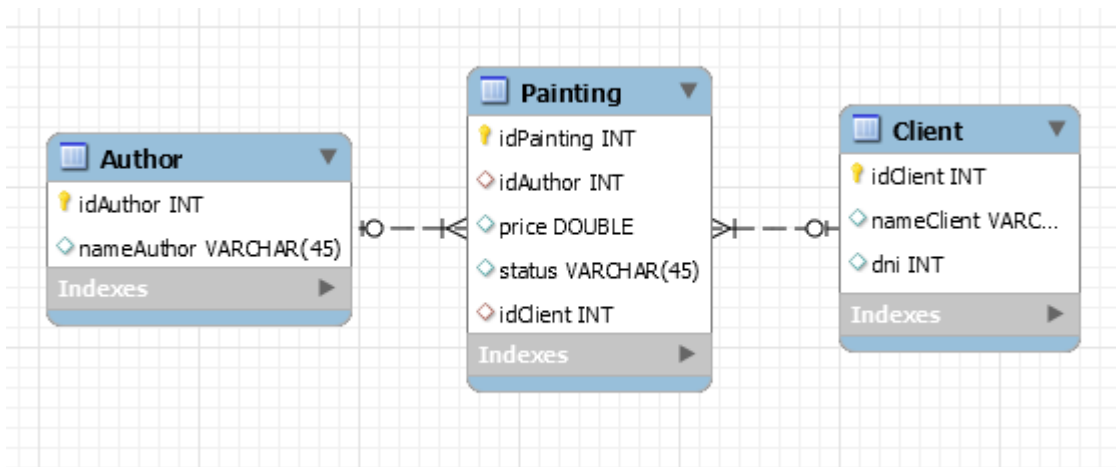 Author
idAuthor INT
nameAuthor VARCHAR(45)
Indexes
Painting
idPainting INT
idAuthor INT
price DOUBLE
status VARCHAR(45)
idClient INT
Indexes
Client
idClient INT
nameClient VARC...
dni INT
Indexes